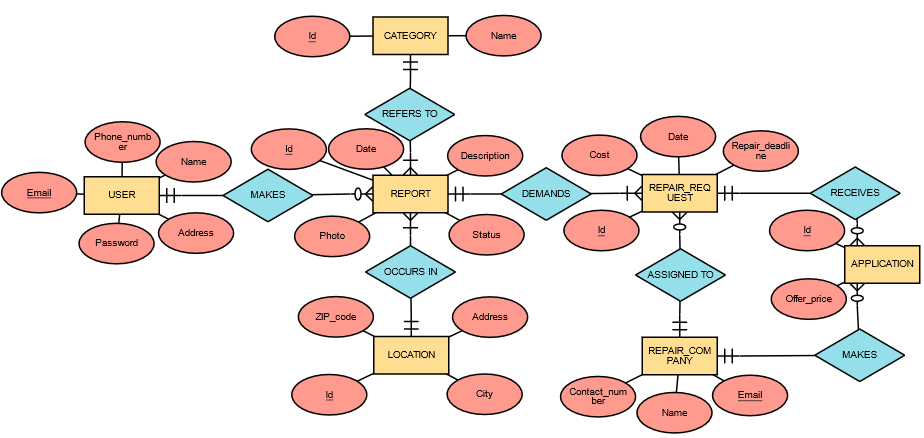 Id
CATEGORY
Name
REFERS TO
Phone_numb
er
Name
Email
USER
Password
Address
MAKES
Id
Date
Description
REPORT
Photo
Status
DEMANDS
Cost
Date
Repair_deadli
ne
REPAIR_REQ
UEST
Id
RECEIVES
Id
APPLICATION
Offer_price
OCCURS IN
ASSIGNED TO
ZIP_code
Address
LOCATION
Id
City
REPAIR_COM
PANY
MAKES
Contact_num
ber
Name
Email